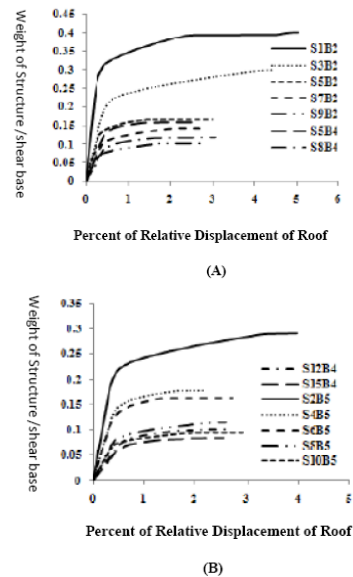 0.45
0.4
0.35
0.3
0.25
0.2
0.15
0.1
0.05
0
0 1 2 3 4 5 6
Weight of Structure /shear base
S1B2
S3B2
S5B2
S7B2
S9B2
S5B4
S8B4
Percent of Relative Displacement of Roof
(A)
0.35
0.3
0.25
0.2
0.15
0.1
0.05
0
0 1 2 3 4 5
Weight of Structure /shear base
S12B4
S15B4
S2B5
S4B5
S6B5
S8B5
S10B5
Percent of Relative Displacement of Roof
(B)